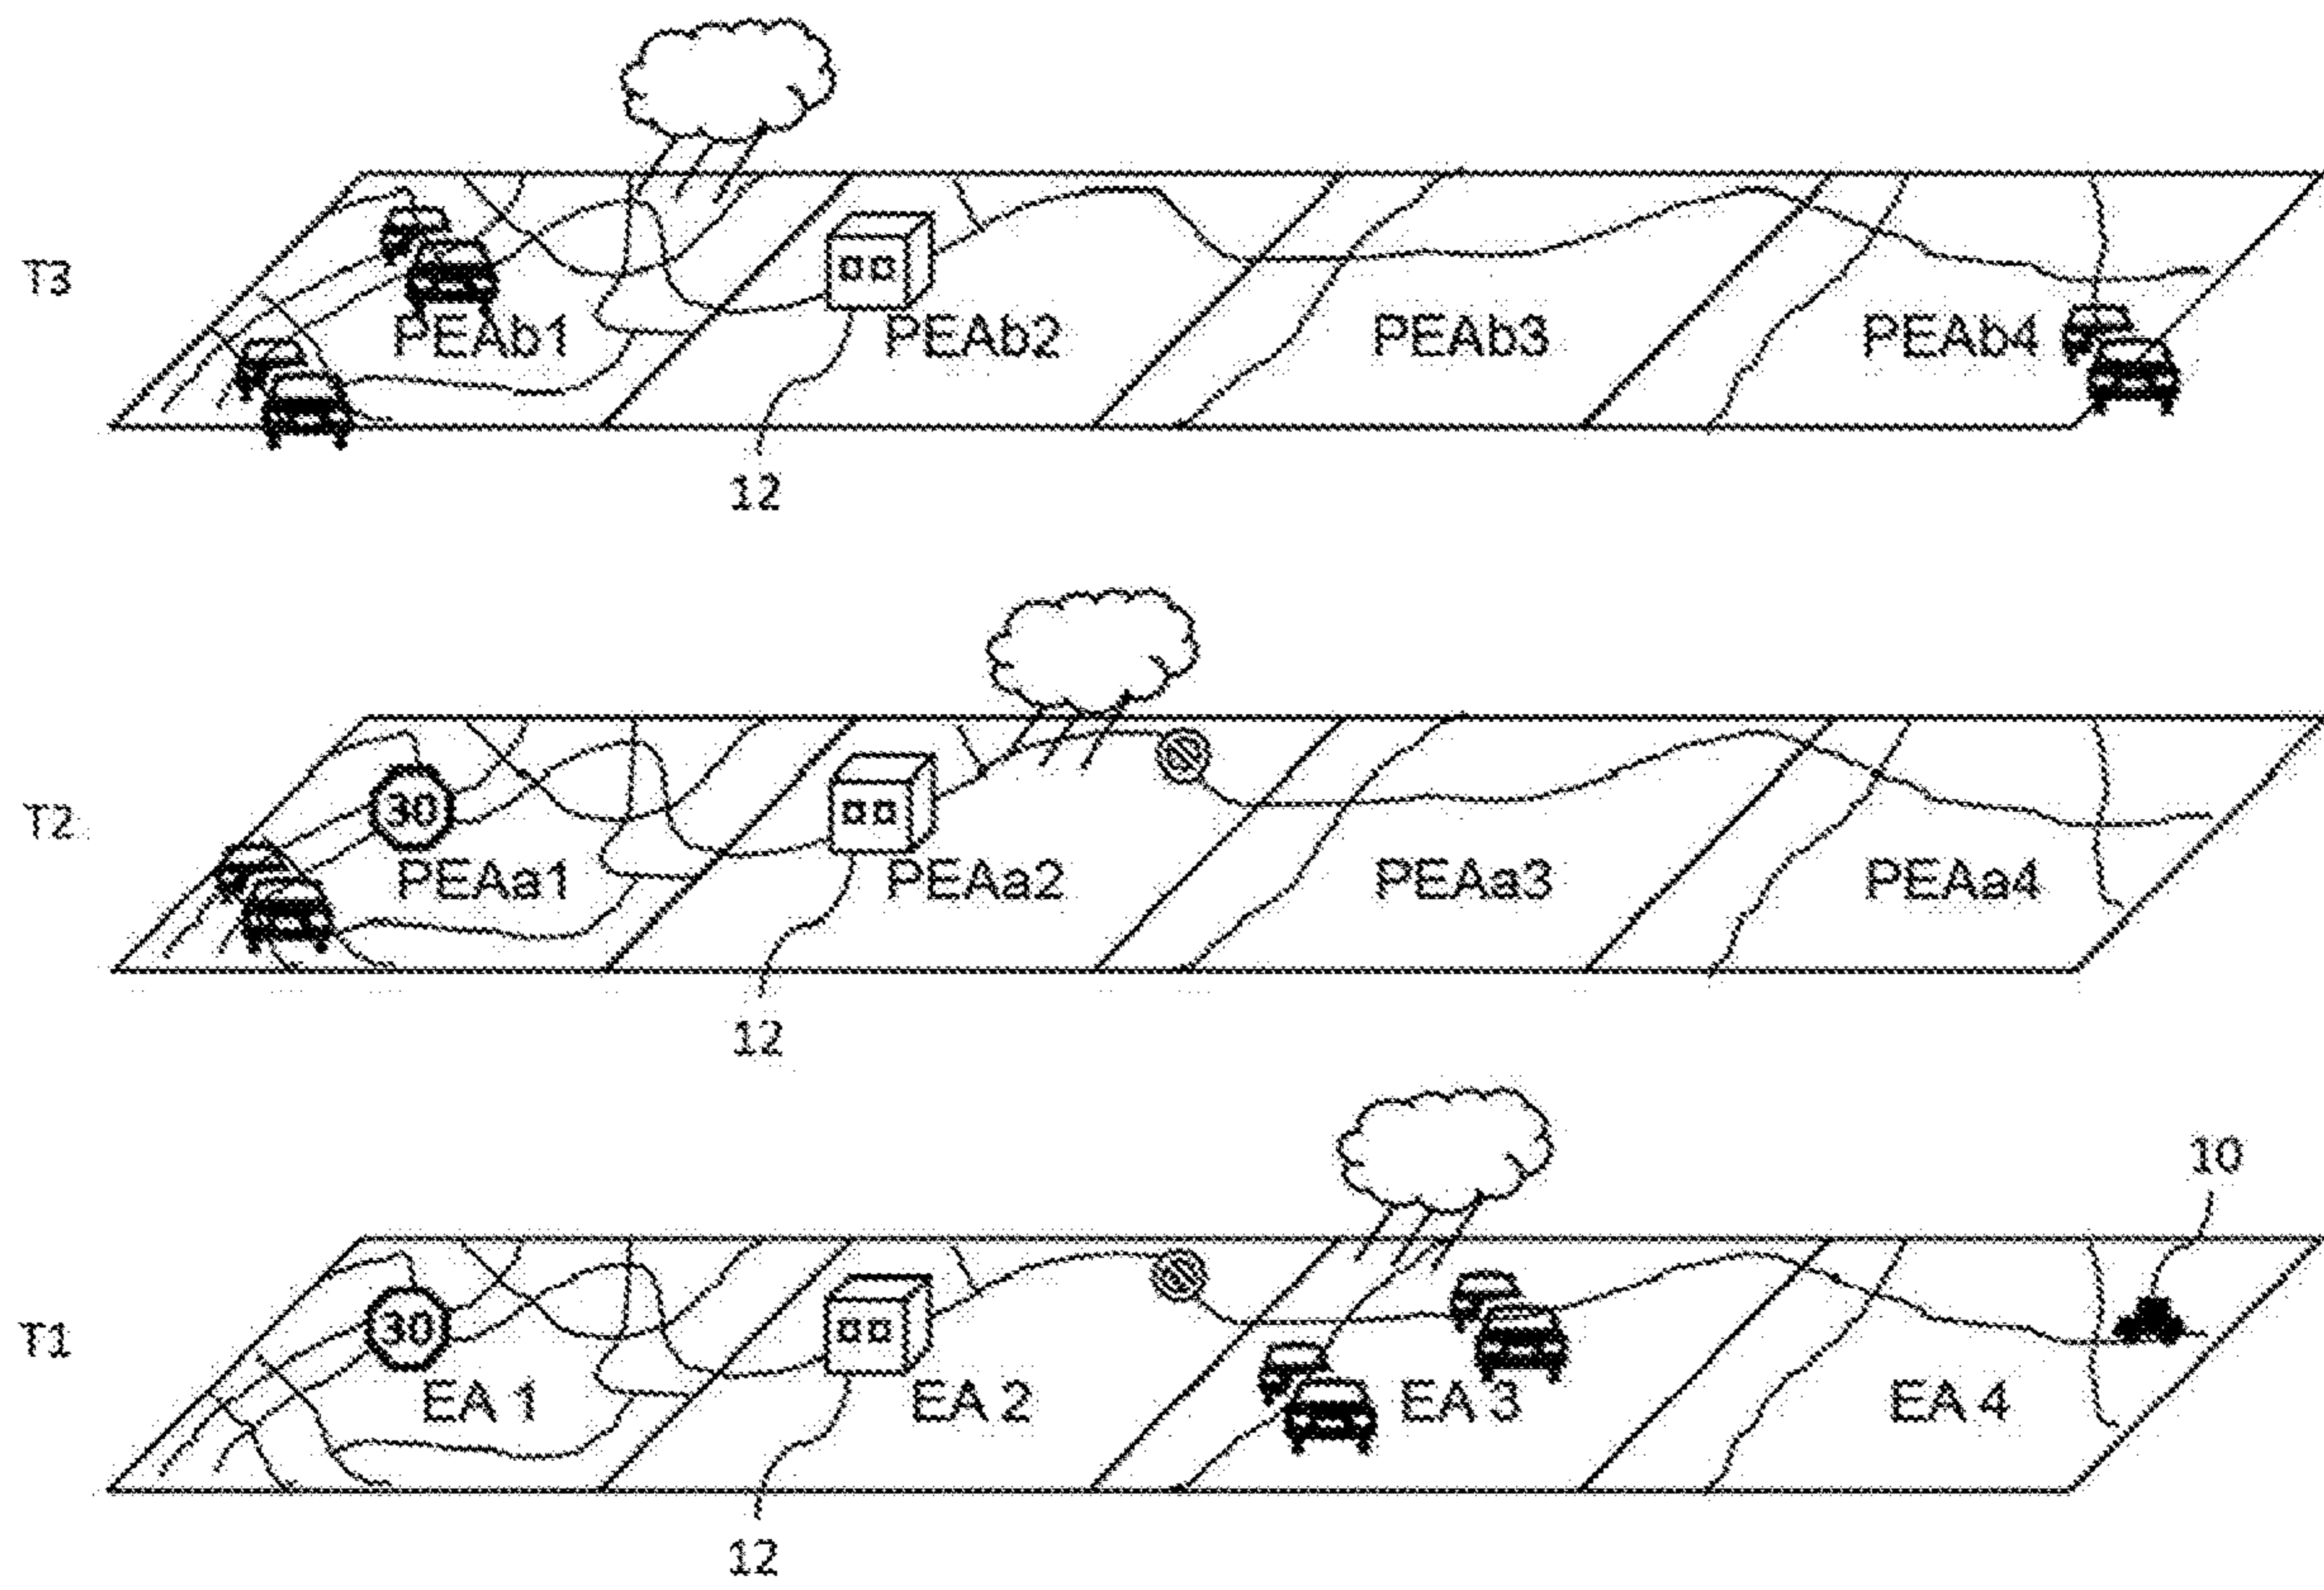 T3
PEAb1 PEAb2 PEAb3 PEAb4
12
T2
30
PEAa1 PEAa2 PEAa3 PEAa4
12
10
T1
30
EA 1 EA 2 EA 3 EA 4
12